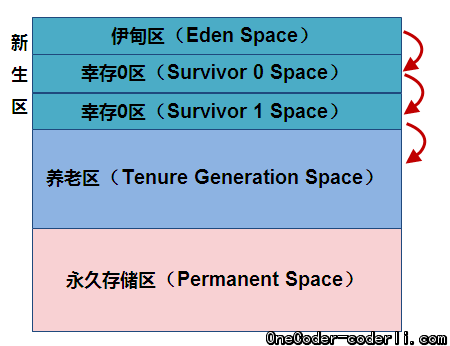 新生区
伊甸区（Eden Space）
幸存0区（Survivor 0 Space）
幸存0区（Survivor 1 Space）
养老区（Tenure Generation Space）
永久存储区（Permanent Space）
OneCoder-coderli.com